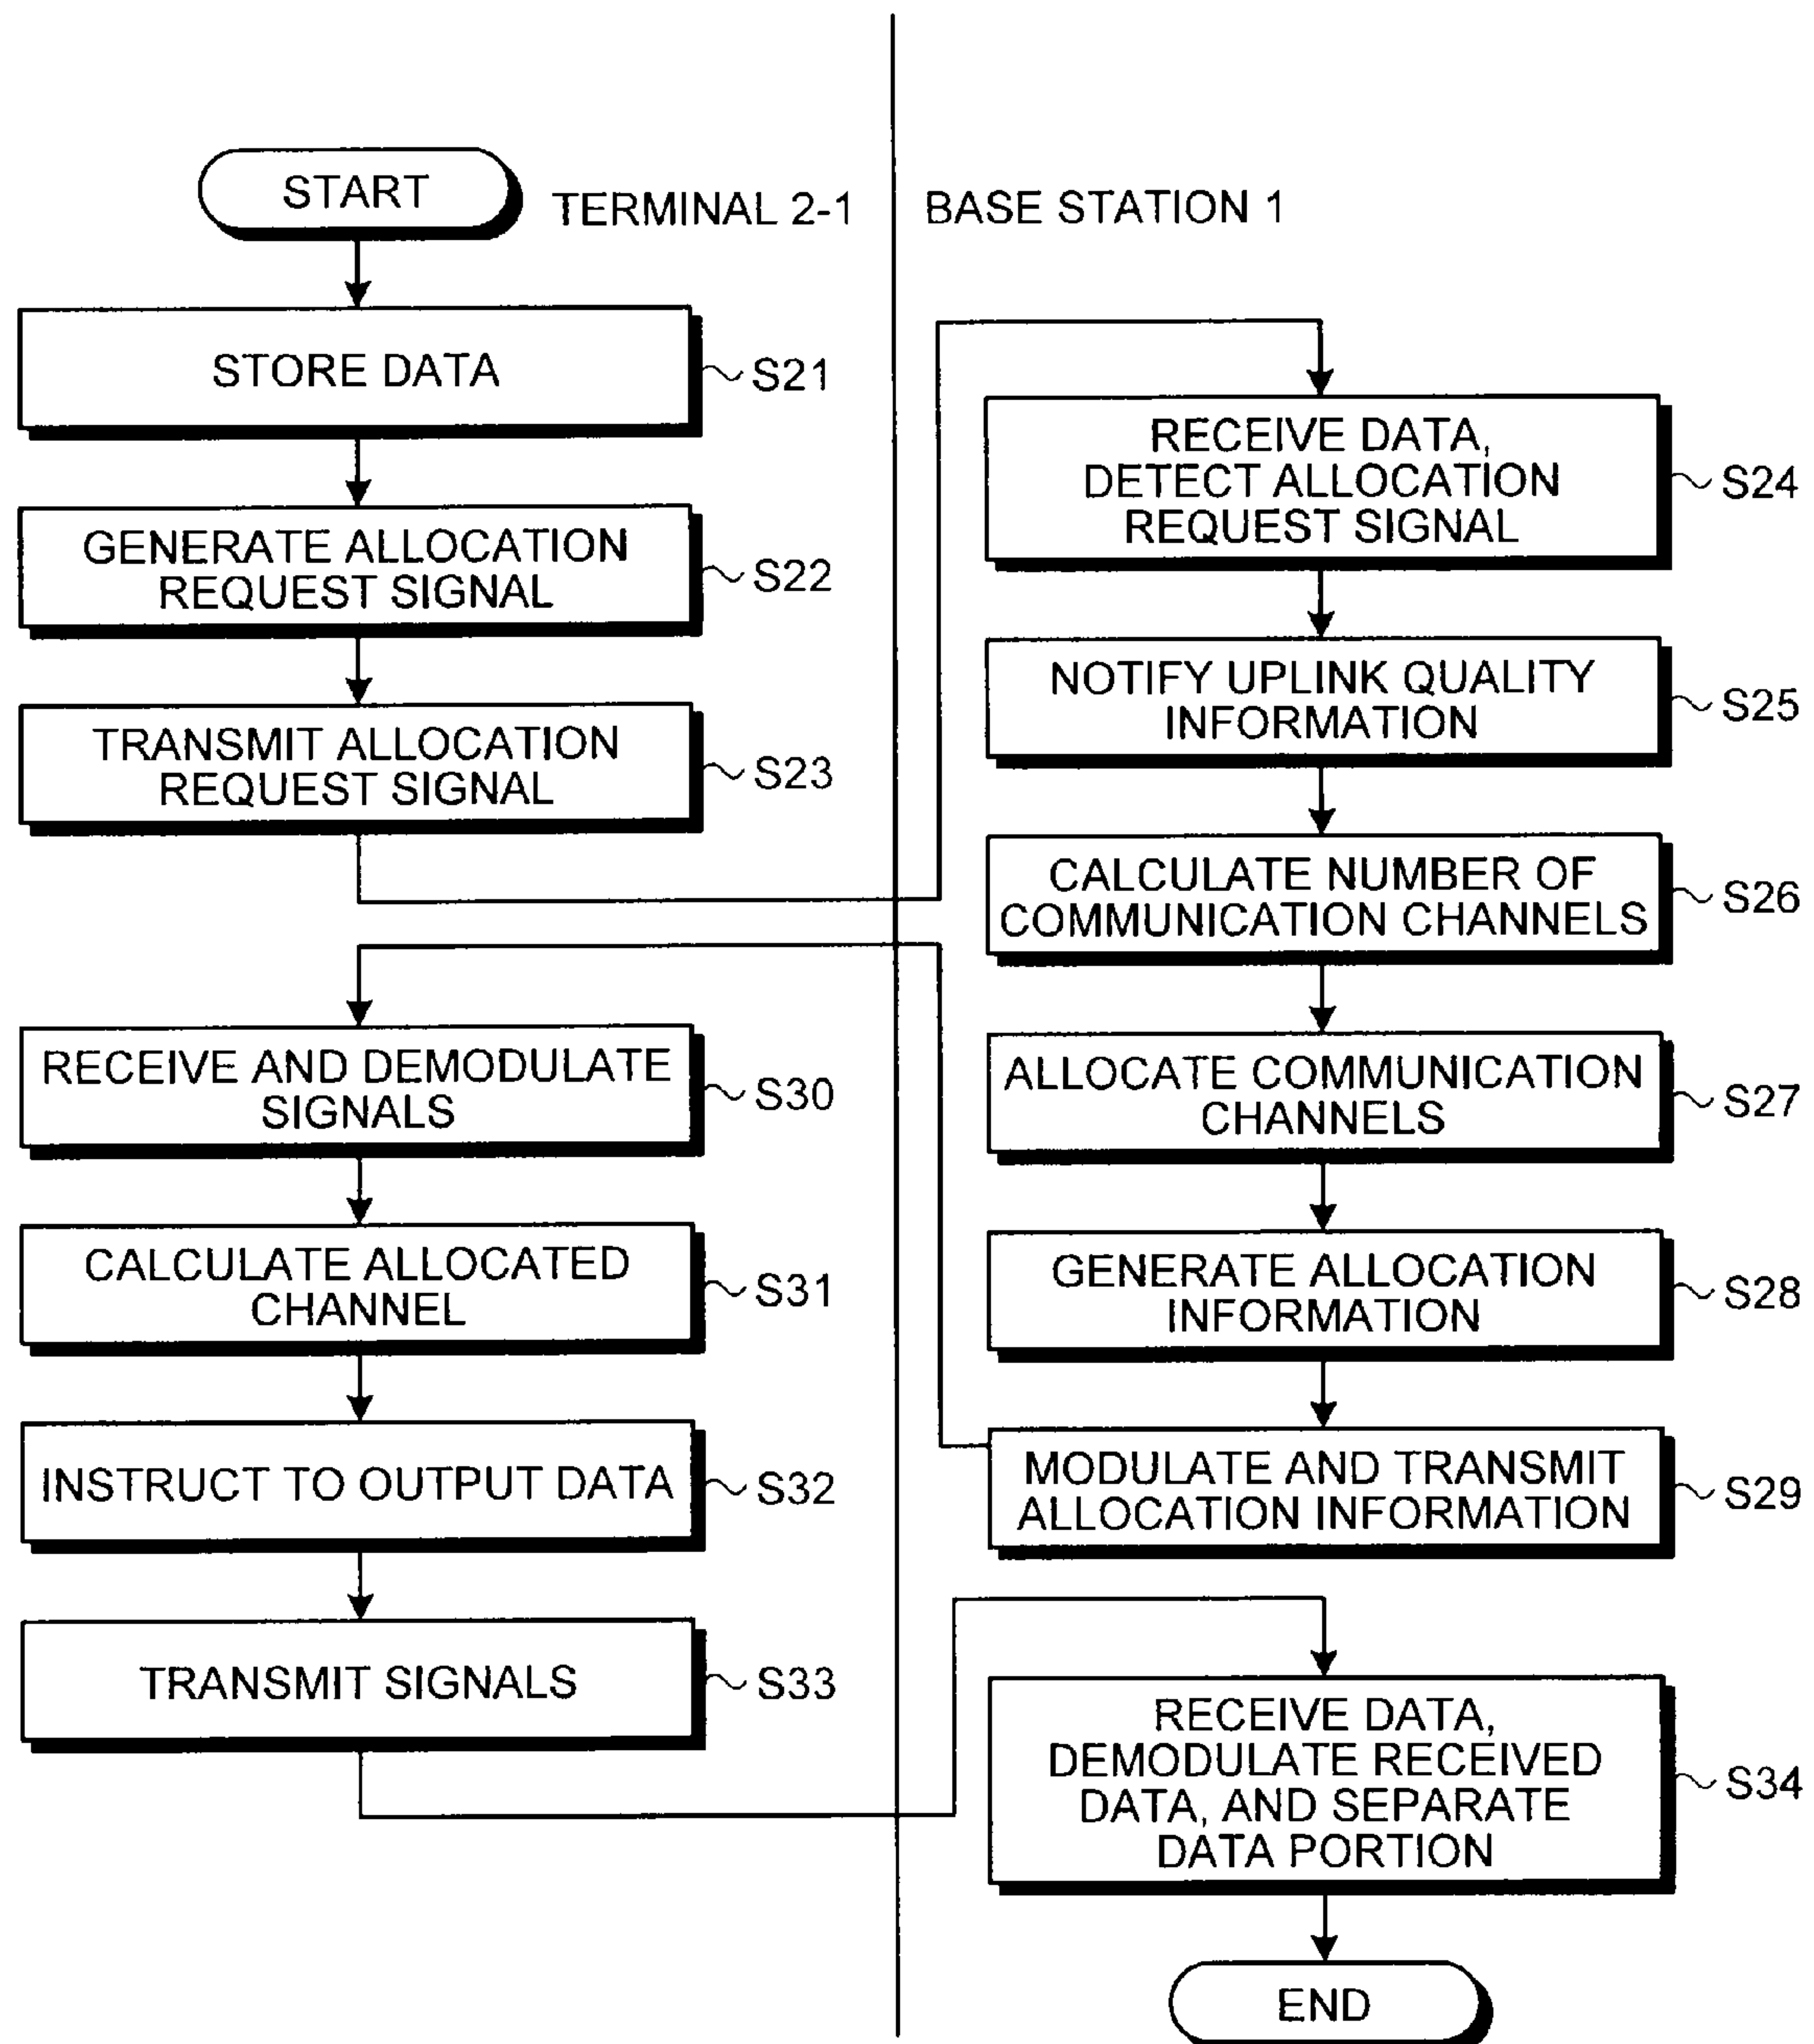 START
TERMINAL 2-1
BASE STATION 1
STORE DATA
S21
GENERATE ALLOCATION
REQUEST SIGNAL
S22
TRANSMIT ALLOCATION
REQUEST SIGNAL
S23
RECEIVE DATA,
DETECT ALLOCATION
REQUEST SIGNAL
S24
NOTIFY UPLINK QUALITY
INFORMATION
S25
CALCULATE NUMBER OF
COMMUNICATION CHANNELS
S26
ALLOCATE COMMUNICATION
CHANNELS
S27
GENERATE ALLOCATION
INFORMATION
S28
MODULATE AND TRANSMIT
ALLOCATION INFORMATION
S29
RECEIVE AND DEMODULATE
SIGNALS
S30
CALCULATE ALLOCATED
CHANNEL
S31
INSTRUCT TO OUTPUT DATA
S32
TRANSMIT SIGNALS
S33
RECEIVE DATA,
DEMODULATE RECEIVED
DATA, AND SEPARATE
DATA PORTION
S34
END